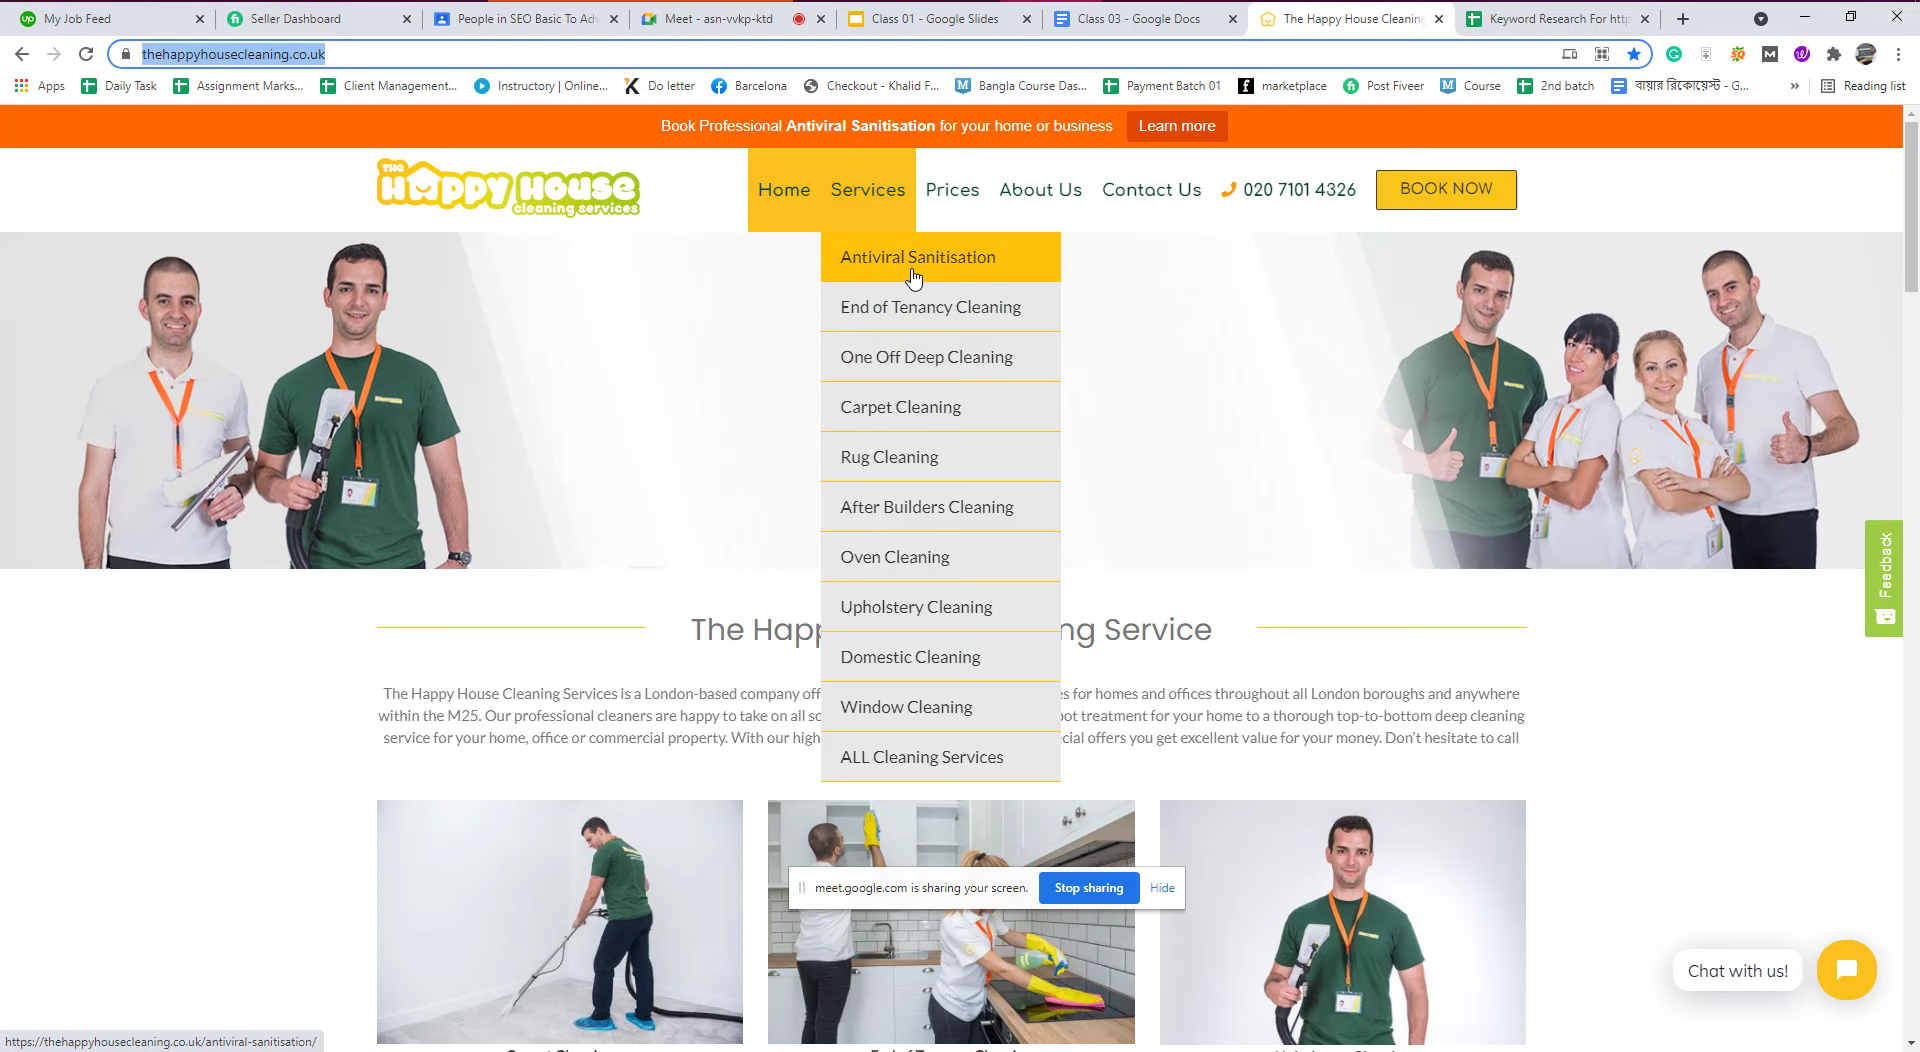 My Job Feed
Seller Dashboard
People in SEO Basic To Adv
Meet - asn-vvkp-ktd
Class 01 - Google Slides
Class 03 - Google Docs
The Happy House Cleaning
Keyword Research For http
thehappyhousecleaning.co.uk
Apps
Daily Task
Assignment Marks...
Client Management...
Instructory | Online...
Do letter
Barcelona
Checkout - Khalid F...
Bangla Course Das...
Payment Batch 01
marketplace
Post Fiveer
Course
2nd batch
বায়ার রিকোয়েস্ট - G...
Reading list
Book Professional Antiviral Sanitisation for your home or business
Learn more
THE
HAPPY HOUSE
cleaning services
Home
Services
Prices
About Us
Contact Us
020 7101 4326
BOOK NOW
Antiviral Sanitisation
End of Tenancy Cleaning
One Off Deep Cleaning
Carpet Cleaning
Rug Cleaning
After Builders Cleaning
Oven Cleaning
Upholstery Cleaning
Domestic Cleaning
Window Cleaning
ALL Cleaning Services
Feedback
The Happ ng Service
The Happy House Cleaning Services is a London-based company off s for homes and offices throughout all London boroughs and anywhere
within the M25. Our professional cleaners are happy to take on all so ot treatment for your home to a thorough top-to-bottom deep cleaning
service for your home, office or commercial property. With our high cial offers you get excellent value for your money. Don't hesitate to call
meet.google.com is sharing your screen.
Stop sharing
Hide
Chat with us!
https://thehappyhousecleaning.co.uk/antiviral-sanitisation/